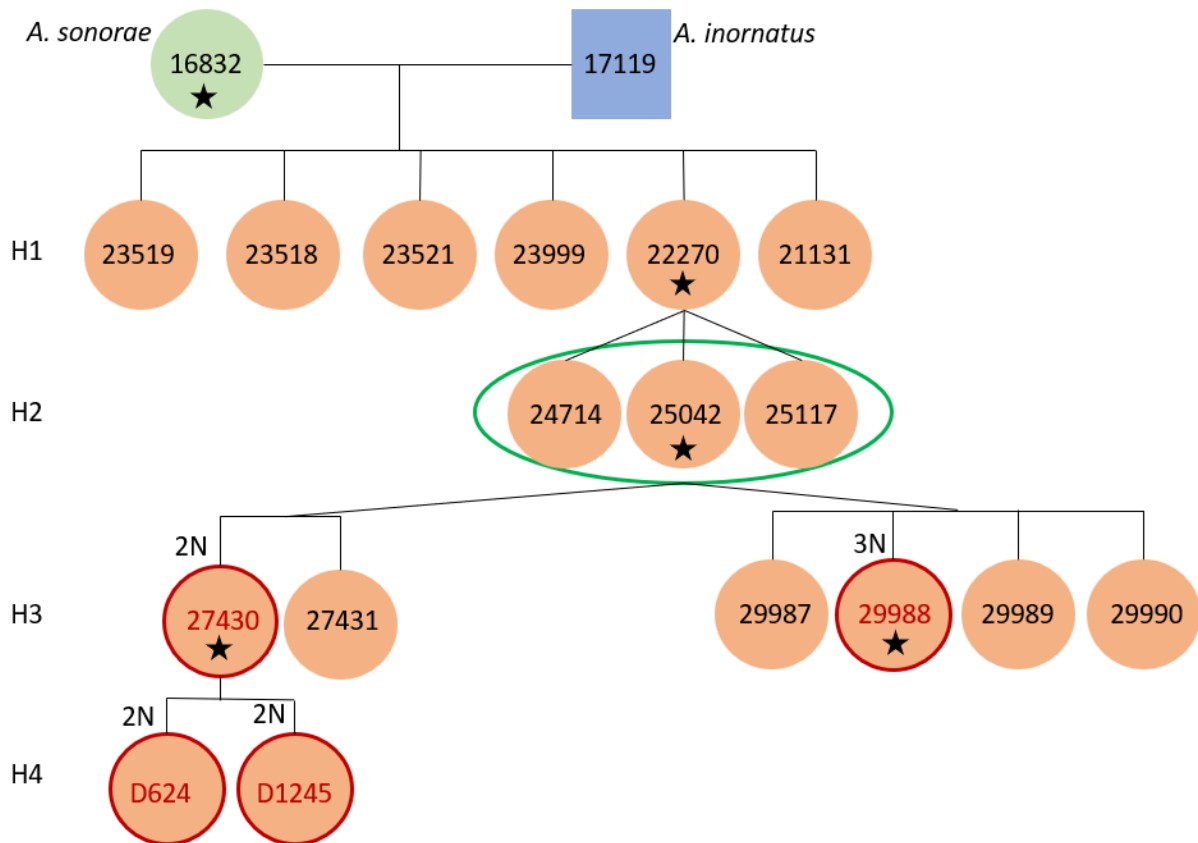 A. sonorae
A. inornatus
16832
17119
H1
23519
23518
23521
23999
22270
21131
H2
24714
25042
25117
2N
3N
H3
27430
27431
29987
29988
29989
29990
2N
2N
H4
D624
D1245